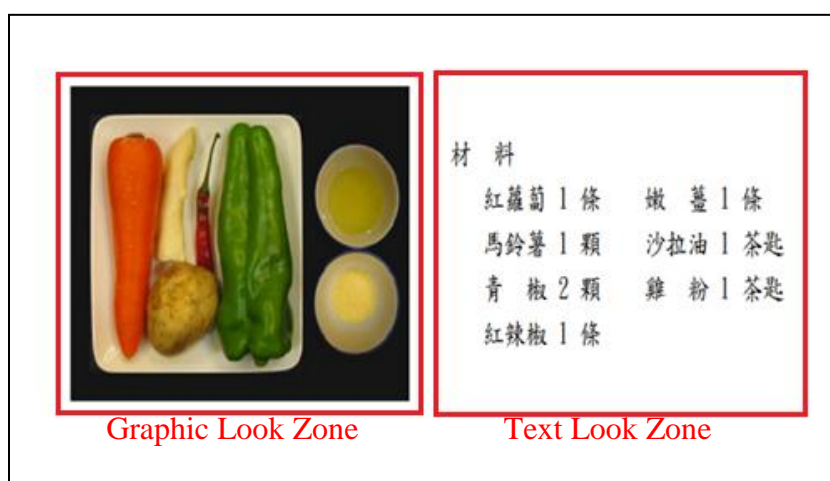 材 料
紅蘿蔔 1 條 嫩 薑 1 條
馬鈴薯 1 顆 沙拉油 1 茶匙
青 椒 2 顆 雞 粉 1 茶匙
紅辣椒 1 條
Graphic Look Zone Text Look Zone